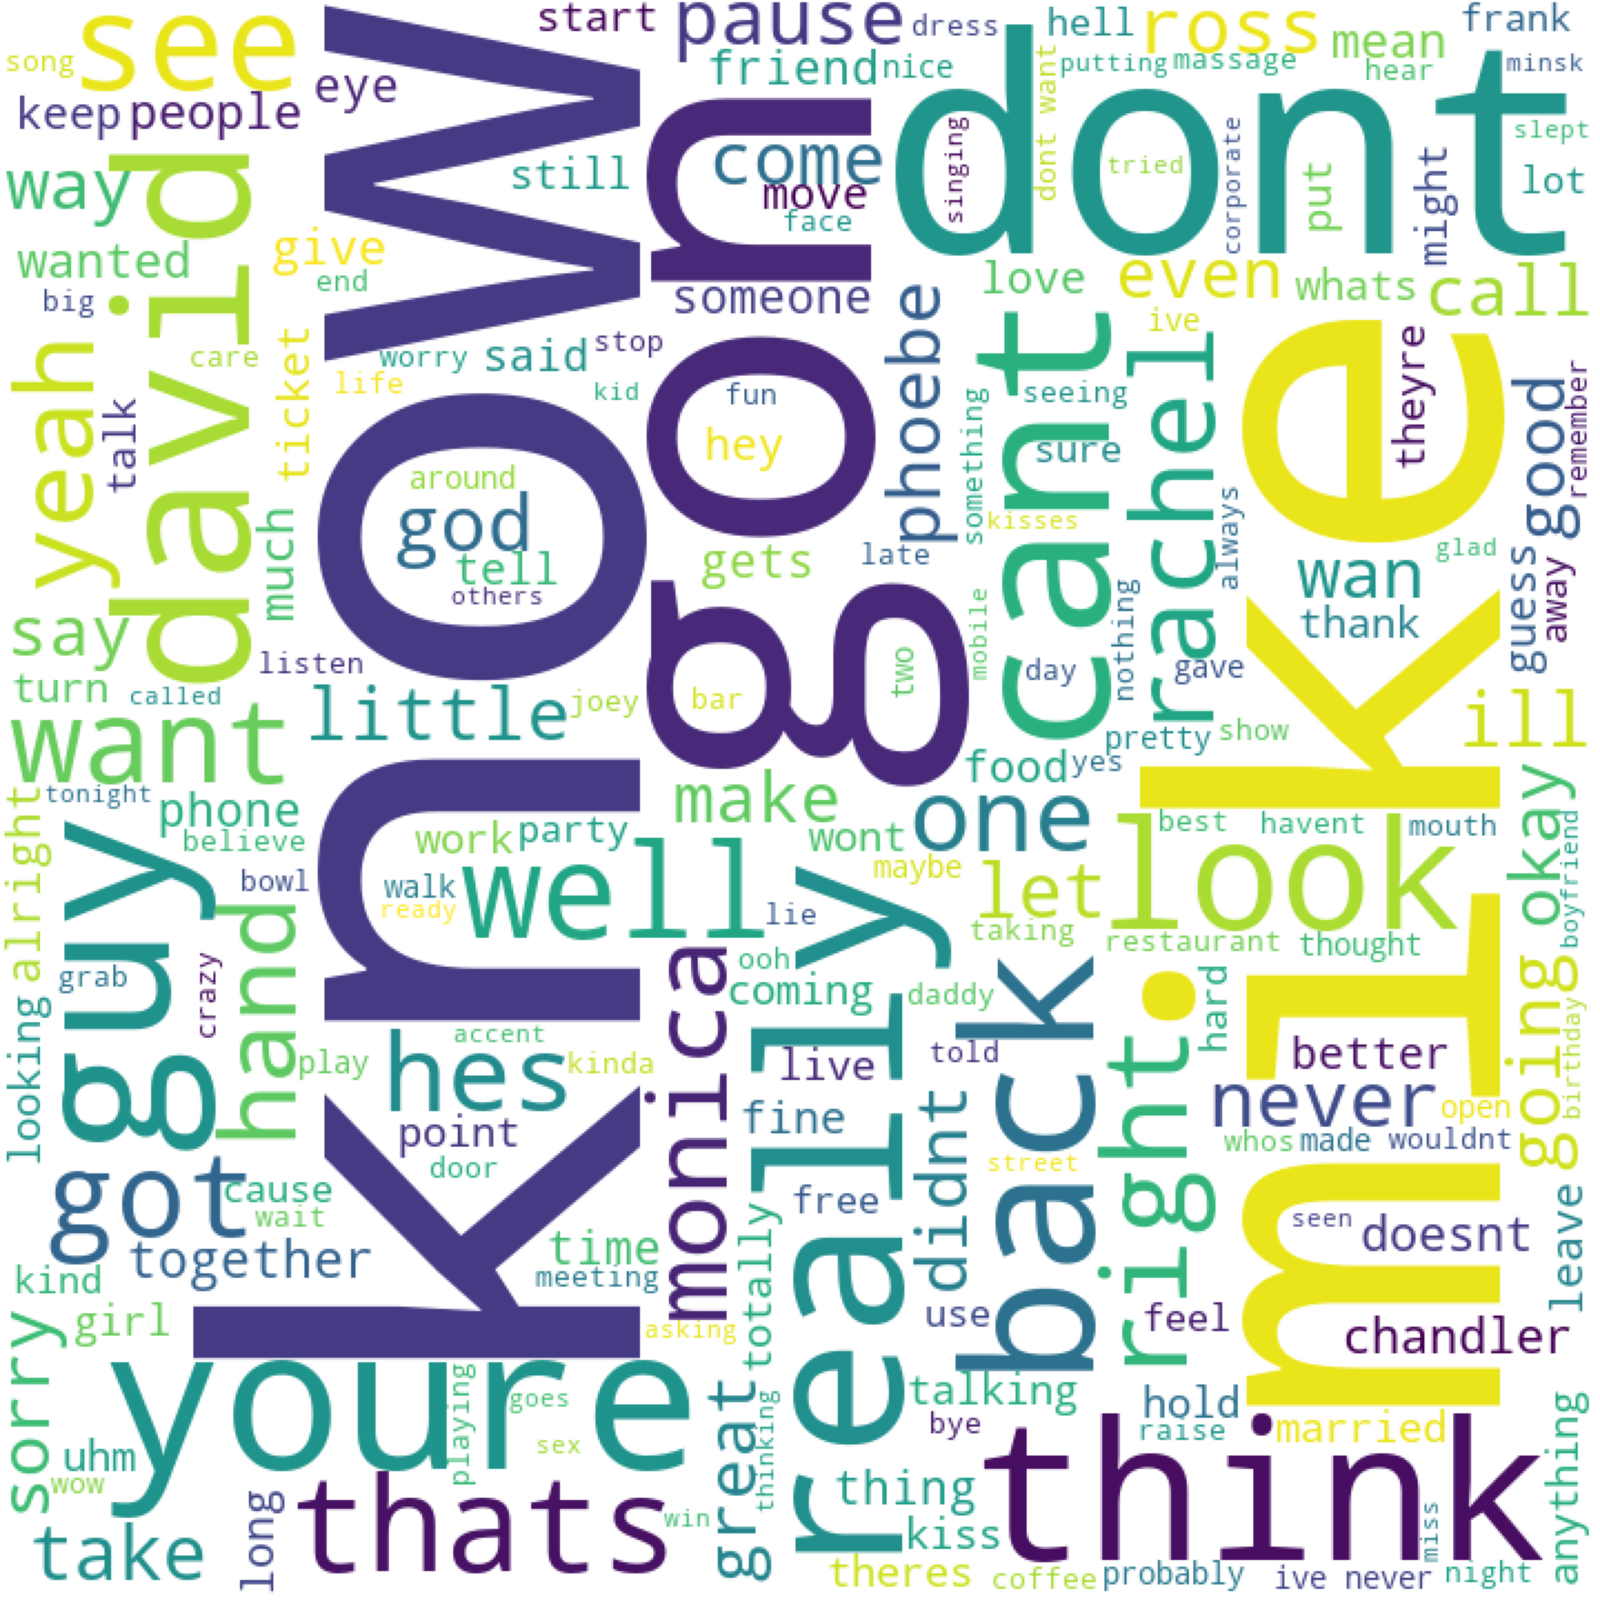 song
see
keep
people
eye
start
pause
dress
friend
nice
hell
ross
putting
massage
mean
hear
frank
minsk
know
gon
dont
dont want
singing
tried
corporate
put
might
slept
lot
way
david
still
come
move
face
wanted
big
give
end
someone
love
even
ive
whats
call
yeah
talk
care
ticket
worry
life
said
stop
kid
fun
hey
phoebe
something
cant
seeing
sure
kisses
rachel
always
mike
theyre
good
remember
around
god
tell
others
much
gets
late
mobile
nothing
wan
thank
glad
guess
away
say
listen
turn
called
little
joey
bar
two
day
gave
pretty
show
ill
want
tonight
phone
believe
make
food
yes
one
look
best
havent
mouth
okay
boyfriend
alright
guy
bowl
hand
work
party
walk
ready
well
lie
wont
maybe
let
taking
restaurant
thought
grab
crazy
looking
monica
ooh
coming
really
daddy
back
right
hard
going
birthday
accent
hes
play
kinda
live
told
better
never
open
point
door
fine
didnt
street
whos
made
wouldnt
got
cause
wait
together
free
seen
doesnt
leave
kind
girl
time
meeting
totally
use
feel
chandler
sorry
asking
youre
playing
goes
sex
great
thinking
talking
bye
hold
raise
married
anything
uhm
wow
take
long
thats
win
thing
kiss
think
miss
theres
coffee
probably
ive never
night